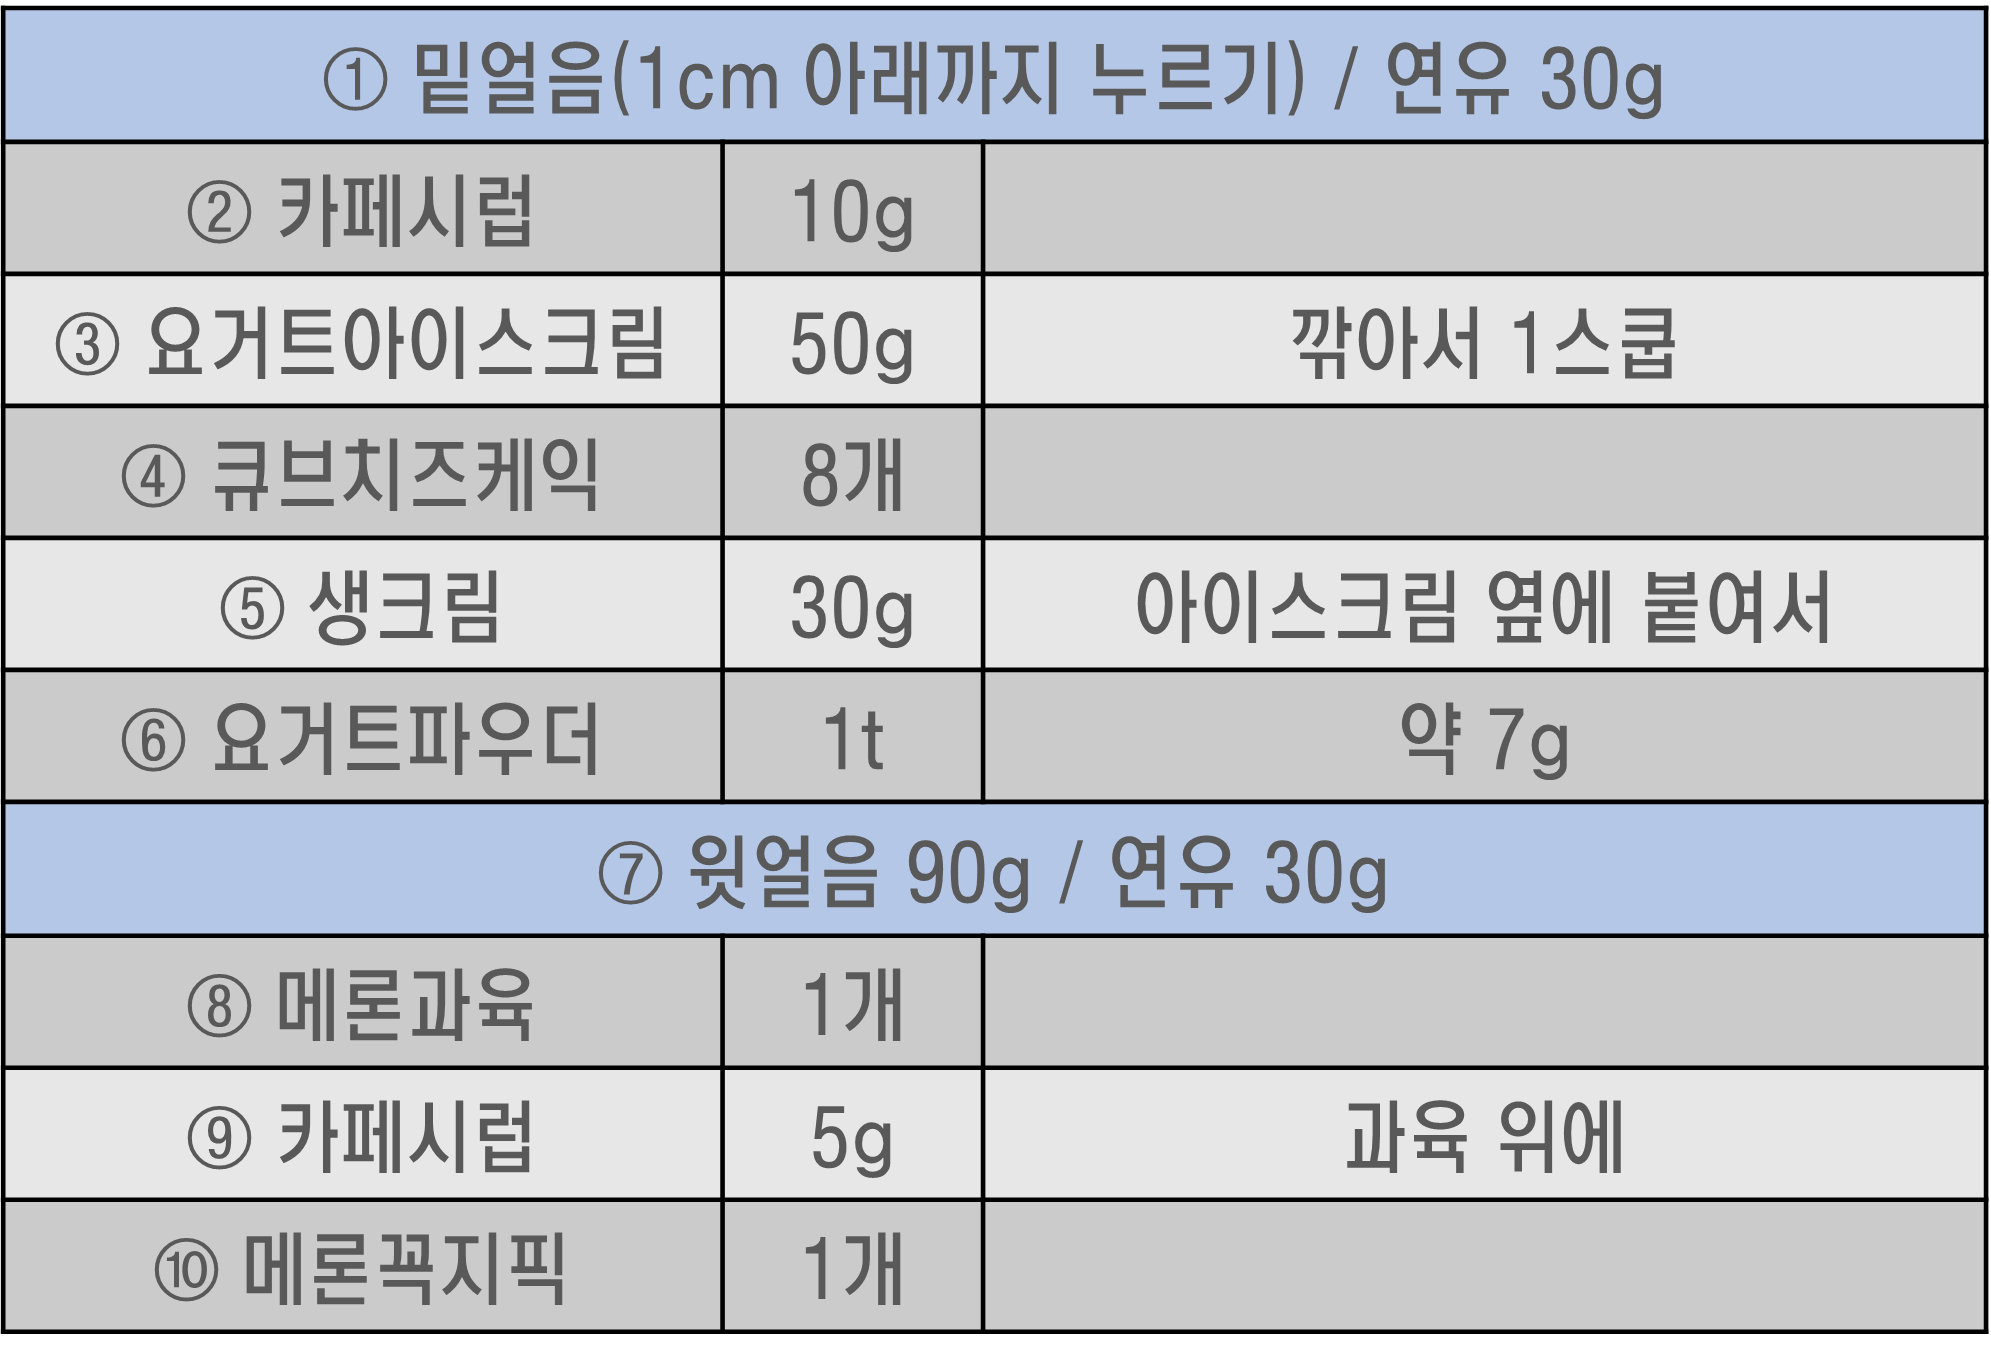 ① 밑얼음(1cm 아래까지 누르기) / 연유 30g
② 카페시럽 10g
③ 요거트아이스크림 50g 깎아서 1스쿱
④ 큐브치즈케익 8개
⑤ 생크림 30g 아이스크림 옆에 붙여서
⑥ 요거트파우더 1t 약 7g
⑦ 윗얼음 90g / 연유 30g
⑧ 메론과육 1개
⑨ 카페시럽 5g 과육 위에
⑩ 메론꼭지픽 1개